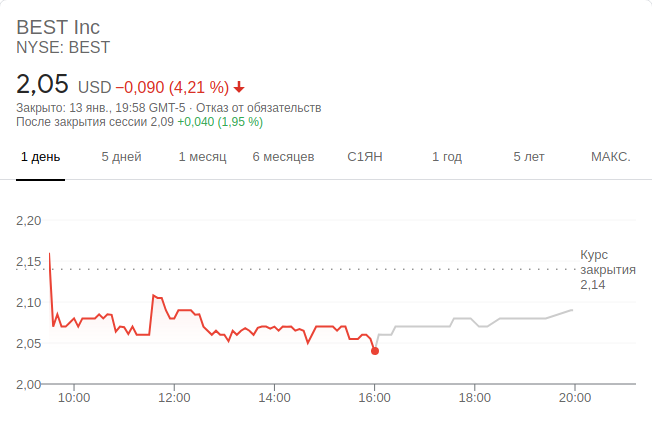 BEST Inc
NYSE: BEST
2,05 USD −0,090 (4,21 %)
Закрыто: 13 янв., 19:58 GMT-5 · Отказ от обязательств
После закрытия сессии 2,09 +0,040 (1,95 %)
1 день 5 дней 1 месяц 6 месяцев С1ЯН 1 год 5 лет МАКС.
2,20
2,15
2,10
2,05
2,00
Курс
закрытия
2,14
10:00 12:00 14:00 16:00 18:00 20:00